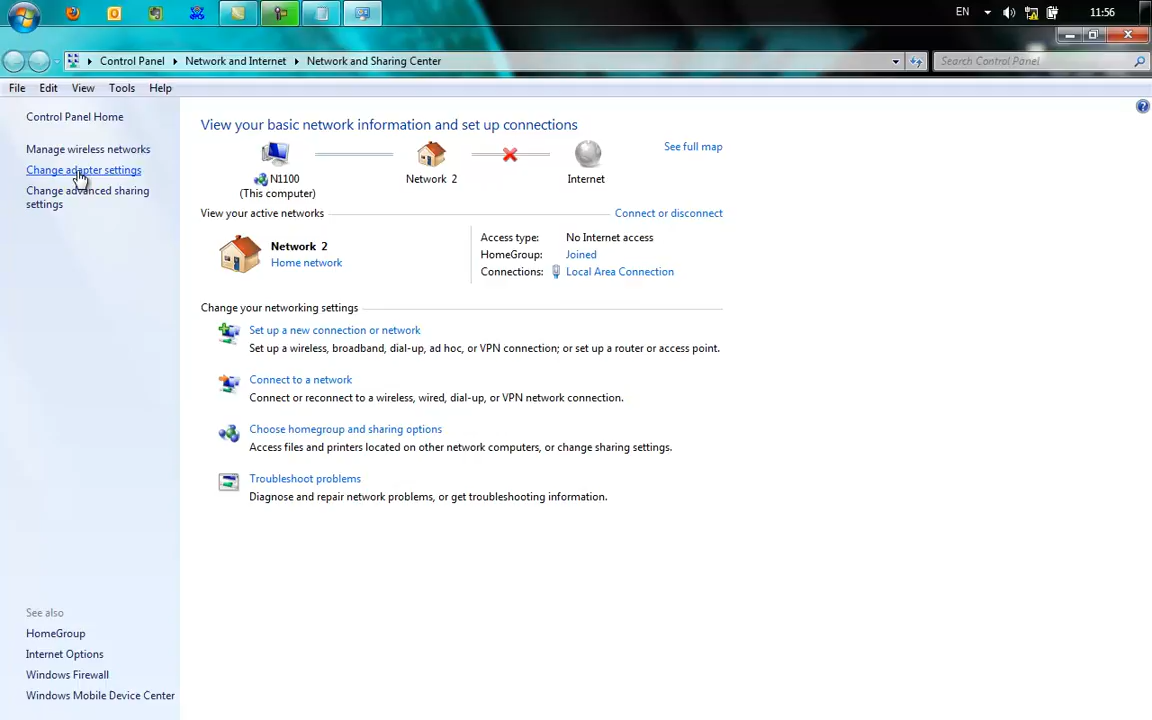 EN
11:56
Control Panel
Network and Internet
Network and Sharing Center
Search Control Panel
File
Edit
View
Tools
Help
Control Panel Home
Manage wireless networks
Change adapter settings
Change advanced sharing
settings
View your basic network information and set up connections
See full map
N1100
(This computer)
Network 2
Internet
View your active networks
Connect or disconnect
Network 2
Home network
Access type: No Internet access
HomeGroup: Joined
Connections: Local Area Connection
Change your networking settings
Set up a new connection or network
Set up a wireless, broadband, dial-up, ad hoc, or VPN connection; or set up a router or access point.
Connect to a network
Connect or reconnect to a wireless, wired, dial-up, or VPN network connection.
Choose homegroup and sharing options
Access files and printers located on other network computers, or change sharing settings.
Troubleshoot problems
Diagnose and repair network problems, or get troubleshooting information.
See also
HomeGroup
Internet Options
Windows Firewall
Windows Mobile Device Center